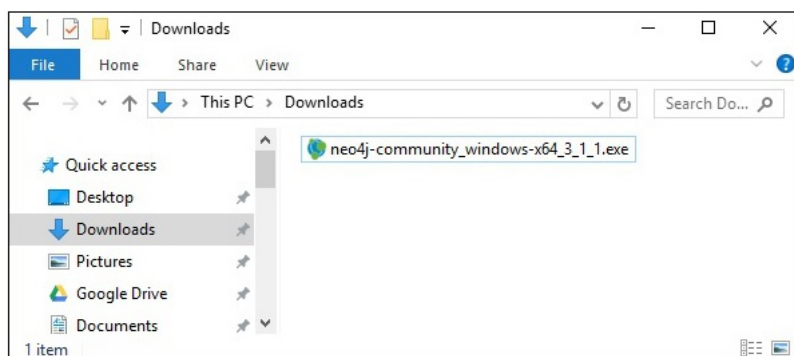 Downloads
File Home Share View
This PC Downloads Search Do...
neo4j-community_windows-x64_3_1_1.exe
Quick access
Desktop
Downloads
Pictures
Google Drive
Documents
1 item